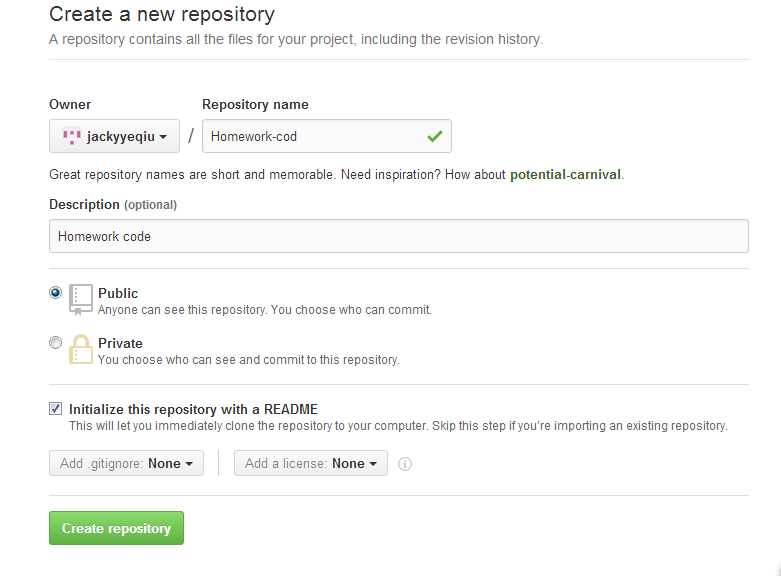 Create a new repository
A repository contains all the files for your project, including the revision history.
Owner Repository name
jackyyeqiu / Homework-cod
Great repository names are short and memorable. Need inspiration? How about potential-carnival.
Description (optional)
Homework code
Public
Anyone can see this repository. You choose who can commit.
Private
You choose who can see and commit to this repository.
Initialize this repository with a README
This will let you immediately clone the repository to your computer. Skip this step if you're importing an existing repository.
Add .gitignore: None Add a license: None
Create repository